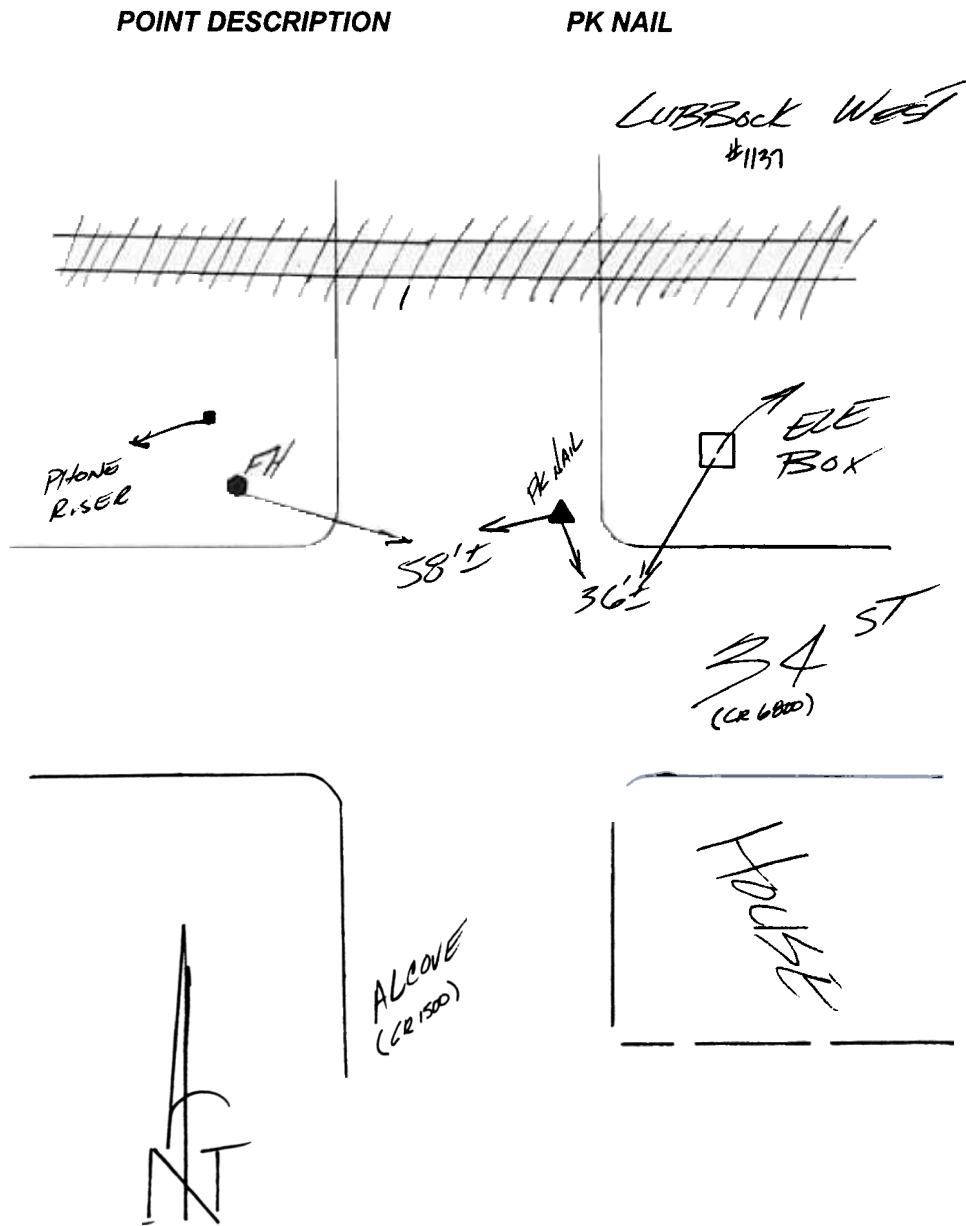 POINT DESCRIPTION PK NAIL
LUBBOCK WEST
#1137
PHONE
RISER
FH
PK NAIL
ELE
BOX
58'±
36'±
34 ST
(CR 6800)
ALCOVE
(CR 1500)
HOUSE
N